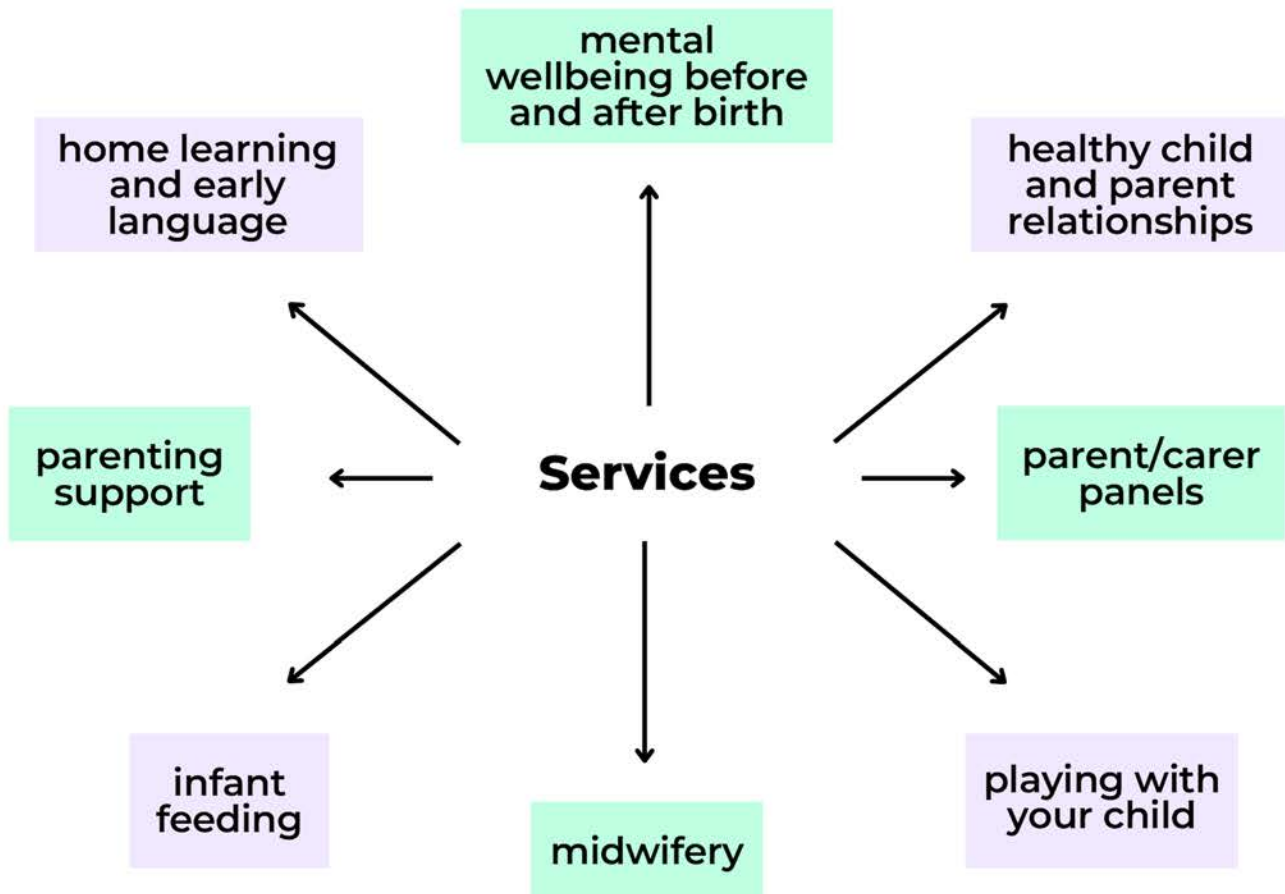 mental
wellbeing before
and after birth
home learning
and early
language
healthy child
and parent
relationships
parenting
support
Services
parent/carer
panels
infant
feeding
midwifery
playing with
your child